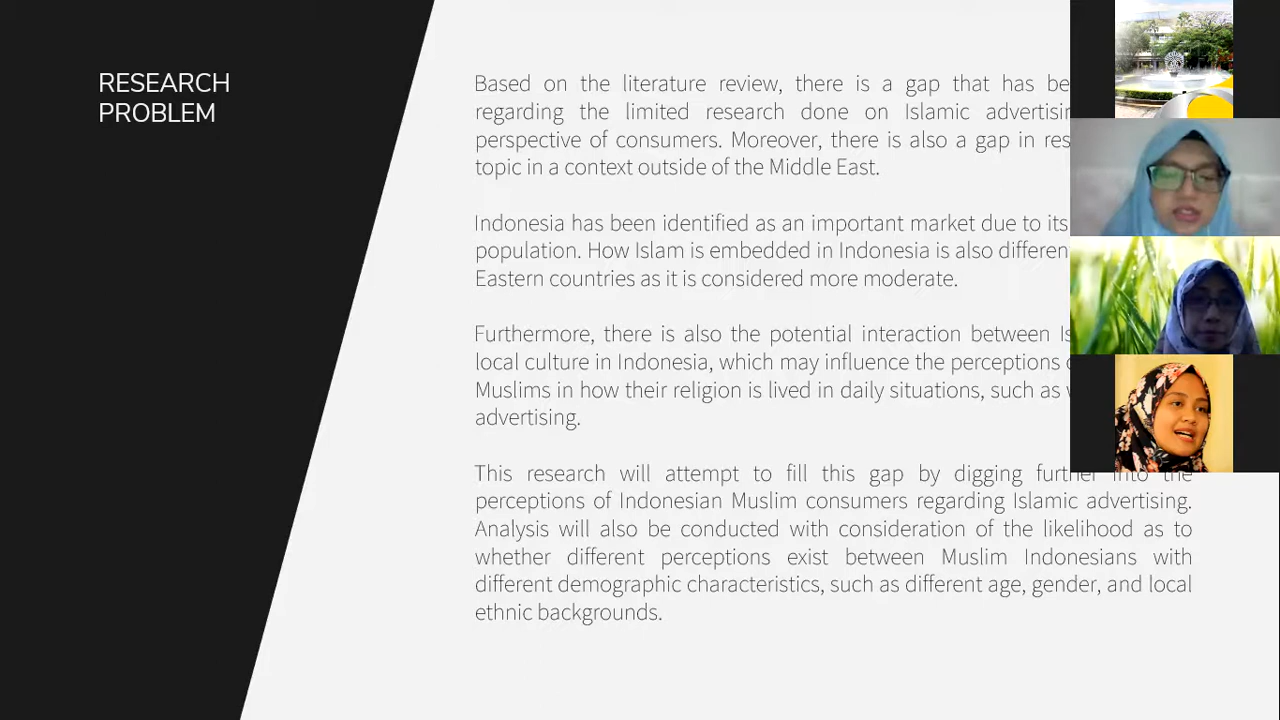 RESEARCH
PROBLEM
Based on the literature review, there is a gap that has
regarding the limited research done on Islamic
perspective of consumers. Moreover, there is also a gap in
topic in a context outside of the Middle East.
Indonesia has been identified as an important market due to its
population. How Islam is embedded in Indonesia is also
Eastern countries as it is considered more moderate.
Furthermore, there is also the potential interaction between
local culture in Indonesia, which may influence the perceptions
Muslims in how their religion is lived in daily situations, such as
advertising.
This research will attempt to fill this gap by digging further into the
perceptions of Indonesian Muslim consumers regarding Islamic advertising.
Analysis will also be conducted with consideration of the likelihood as to
whether different perceptions exist between Muslim Indonesians with
different demographic characteristics, such as different age, gender, and local
ethnic backgrounds.